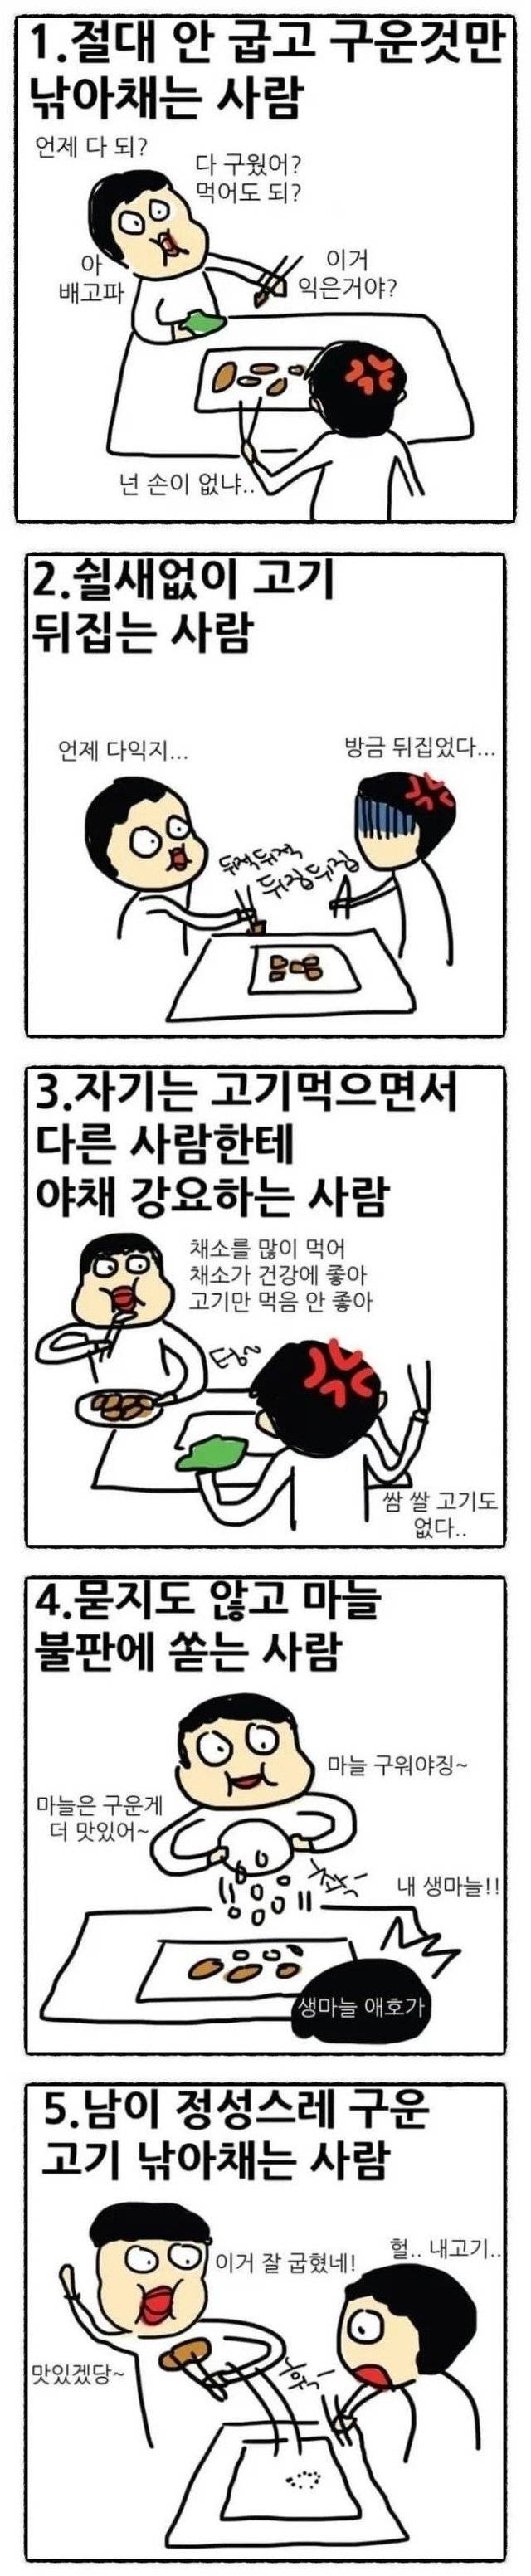 1.절대 안 굽고 구운것만
낚아채는 사람
언제 다 되?
다 구웠어?
먹어도 되?
아
배고파
이거
익은거야?
넌 손이 없냐..
2.쉴새없이 고기
뒤집는 사람
언제 다익지...
방금 뒤집었다...
뒤적뒤적
뒤집뒤집
3.자기는 고기먹으면서
다른 사람한테
야채 강요하는 사람
채소를 많이 먹어
채소가 건강에 좋아
고기만 먹음 안 좋아
텅~
쌈 쌀 고기도
없다..
4.묻지도 않고 마늘
불판에 쏟는 사람
마늘 구워야징~
마늘은 구운게
더 맛있어~
내 생마늘!!
생마늘 애호가
5.남이 정성스레 구운
고기 낚아채는 사람
헐.. 내고기..
이거 잘 굽혔네!
맛있겠당~